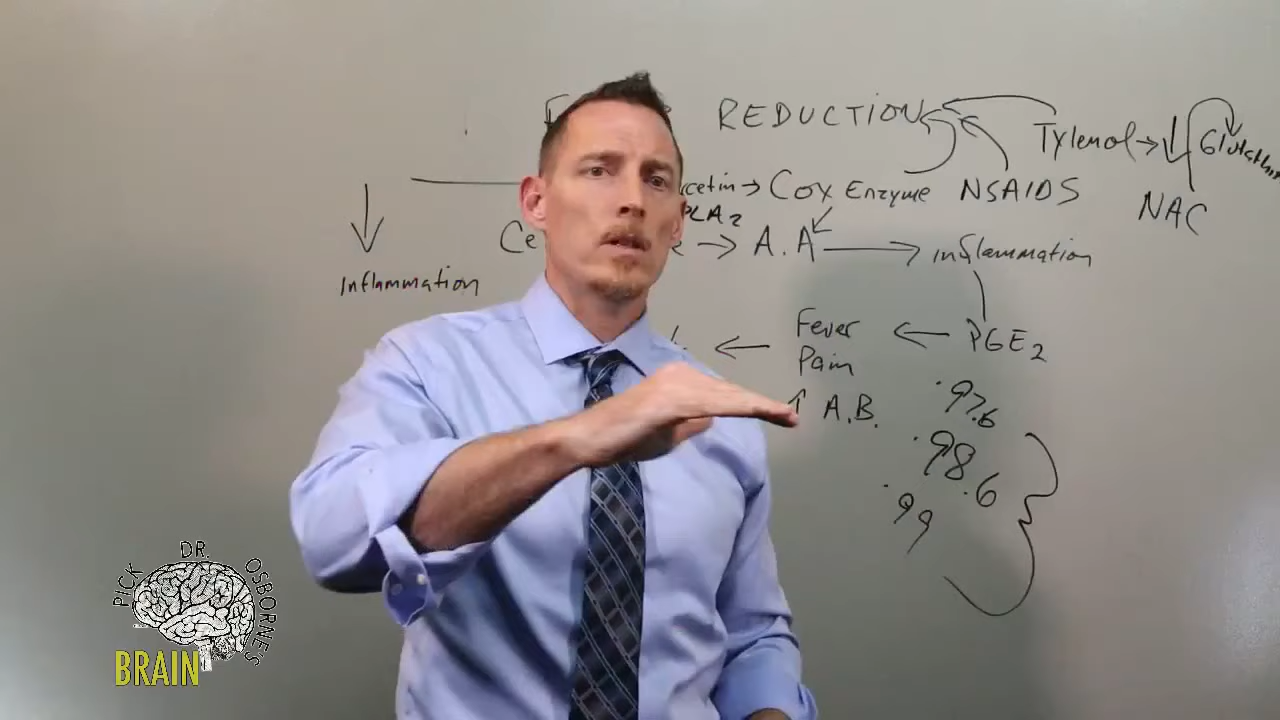 REDUCTION
Tylenol → ↓ Glutath
cetin → Cox Enzyme NSAIDS
PLA2
NAC
→ A.A → inflammation
↓
Inflammation
← Fever ← PGE2
Pain
↑ A.B.
97.6
98.6
99
PICK DR. OSBORNE'S
BRAIN